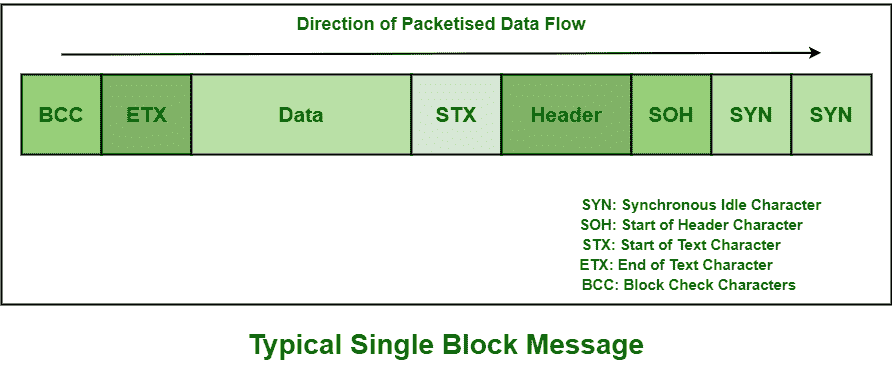 Direction of Packetised Data Flow
BCC ETX Data STX Header SOH SYN SYN
SYN: Synchronous Idle Character
SOH: Start of Header Character
STX: Start of Text Character
ETX: End of Text Character
BCC: Block Check Characters
Typical Single Block Message